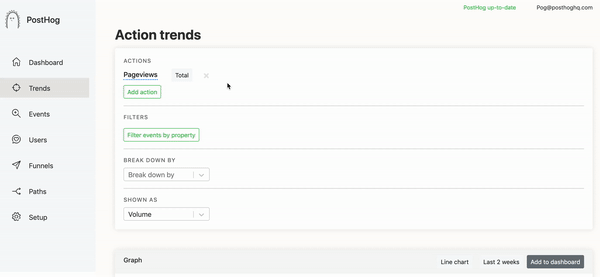 PostHog up-to-date Pog@posthoghq.com
PostHog
Dashboard
Trends
Events
Users
Funnels
Paths
Setup
Action trends
ACTIONS
Pageviews Total
Add action
FILTERS
Filter events by property
BREAK DOWN BY
Break down by
SHOWN AS
Volume
Graph Line chart Last 2 weeks Add to dashboard